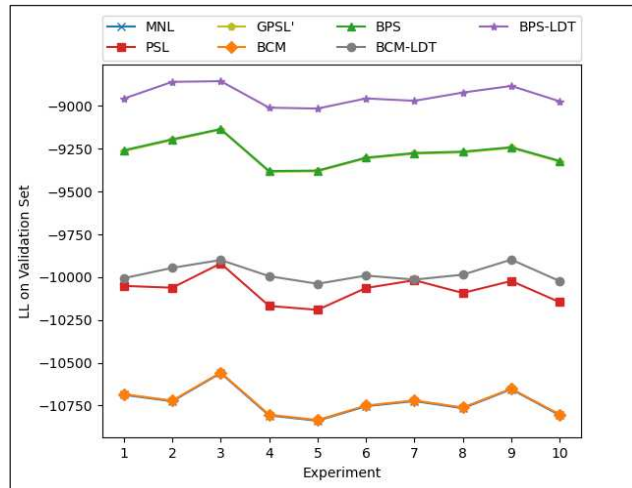 MNL GPSL' BPS BPS-LDT
PSL BCM BCM-LDT
−9000
−9250
−9500
−9750
−10000
−10250
−10500
−10750
LL on Validation Set
1 2 3 4 5 6 7 8 9 10
Experiment